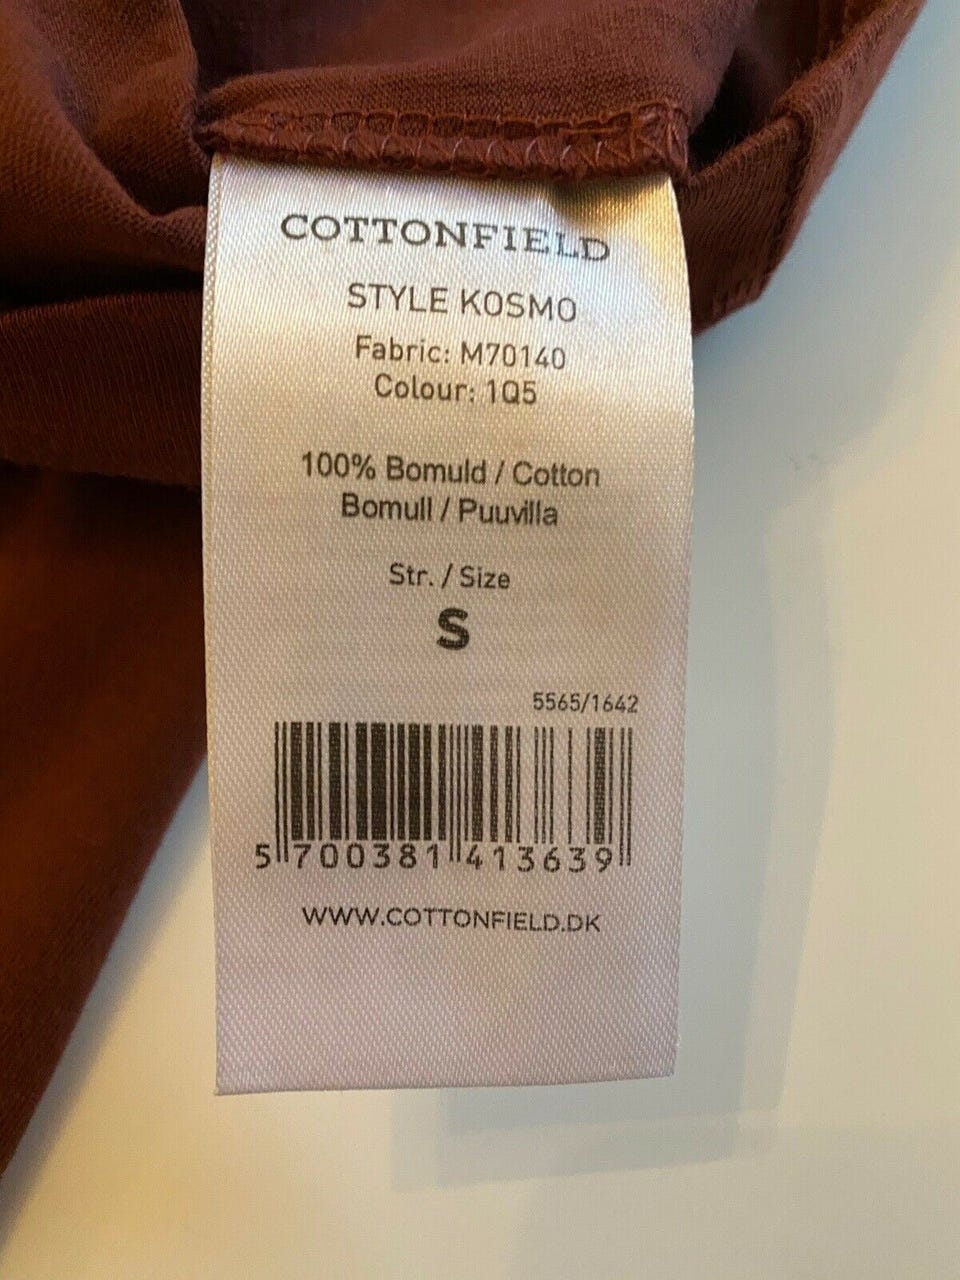 COTTONFIELD
STYLE KOSMO
Fabric: M70140
Colour: 1Q5
100% Bomuld / Cotton
Bomull / Puuvilla
Str. / Size
S
5565/1642
5 700381 413639
WWW.COTTONFIELD.DK